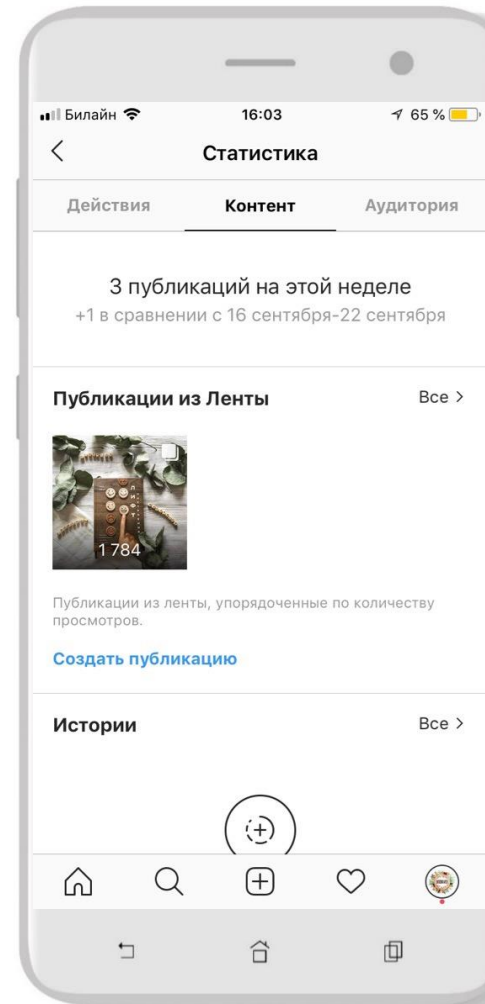 Билайн 16:03 65 %
Статистика
Действия Контент Аудитория
3 публикаций на этой неделе
+1 в сравнении с 16 сентября-22 сентября
Публикации из Ленты Все >
1 784
Публикации из ленты, упорядоченные по количеству
просмотров.
Создать публикацию
Истории Все >